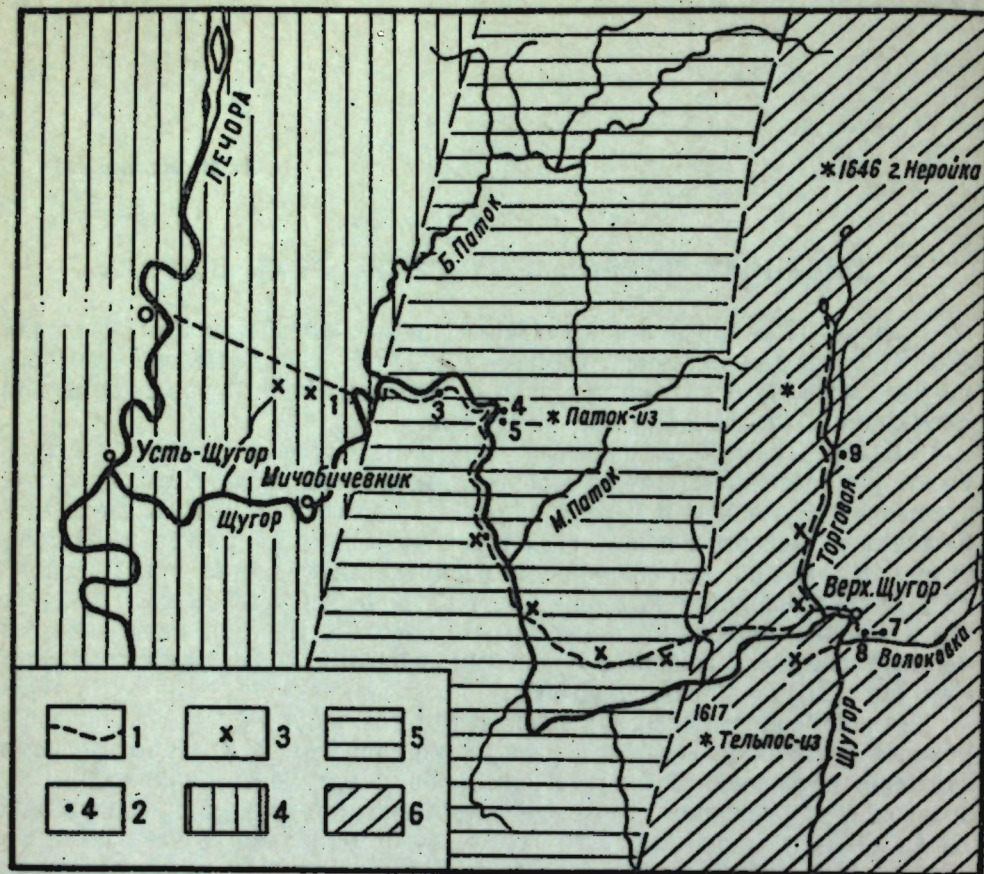 ПЕЧОРА
* 1646 г. Неройка
Б.Паток
1
3
4
5
* Паток-из
Усть-Щугор
Мичабичевник
Щугор
М.Паток
9
Торговая
Верх.Щугор
7
8
Волоковка
1617
* Тельпос-из
Щугор
1
3
5
4
2
4
6